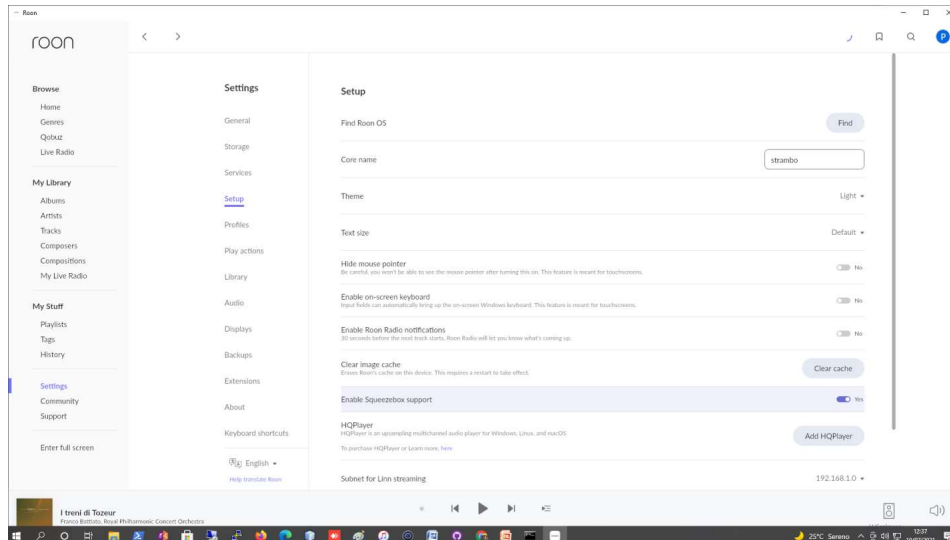 Roon
roon
Browse
Home
Genres
Qobuz
Live Radio
My Library
Albums
Artists
Tracks
Composers
Compositions
My Live Radio
My Stuff
Playlists
Tags
History
Settings
Community
Support
Enter full screen
Settings
General
Storage
Services
Setup
Profiles
Play actions
Library
Audio
Displays
Backups
Extensions
About
Keyboard shortcuts
English
Help translate Roon
P
Setup
Find Roon OS Find
Core name strambo
Theme Light
Text size Default
Hide mouse pointer No
Be careful, you won't be able to see the mouse pointer after turning this on. This feature is meant for touchscreens.
Enable on-screen keyboard No
Input fields can automatically bring up the on-screen Windows keyboard. This feature is meant for touchscreens.
Enable Roon Radio notifications No
30 seconds before the next track starts, Roon Radio will let you know what's coming up.
Clear image cache Clear cache
Erases Roon's cache on this device. This requires a restart to take effect.
Enable Squeezebox support Yes
HQPlayer Add HQPlayer
HQPlayer is an upsampling multichannel audio player for Windows, Linux, and macOS
To purchase HQPlayer or Learn more, here
Subnet for Linn streaming 192.168.1.0
I treni di Tozeur
Franco Battiato, Royal Philharmonic Concert Orchestra
25°C Sereno
12:37